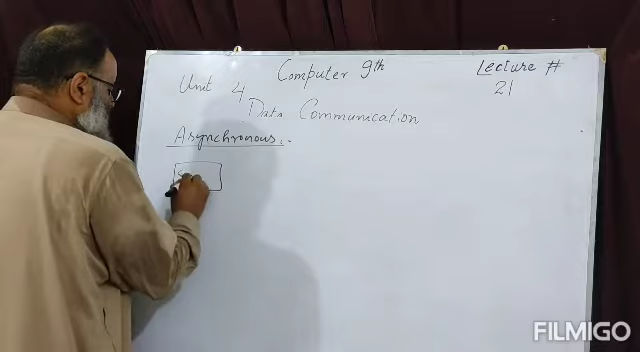 Computer 9th
Lecture #
21
Unit 4
Data Communication
Asynchronous.
FILMIGO